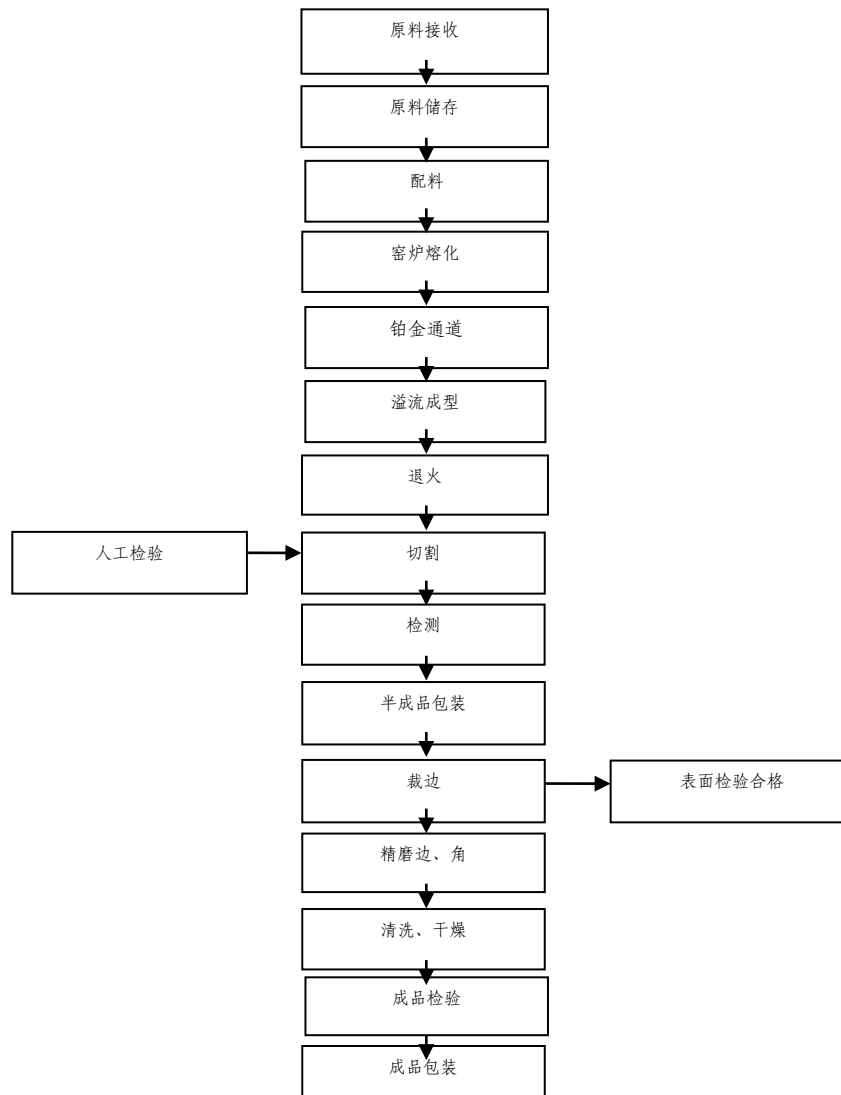 原料接收
原料储存
配料
窑炉熔化
铂金通道
溢流成型
退火
人工检验
切割
检测
半成品包装
裁边
表面检验合格
精磨边、角
清洗、干燥
成品检验
成品包装